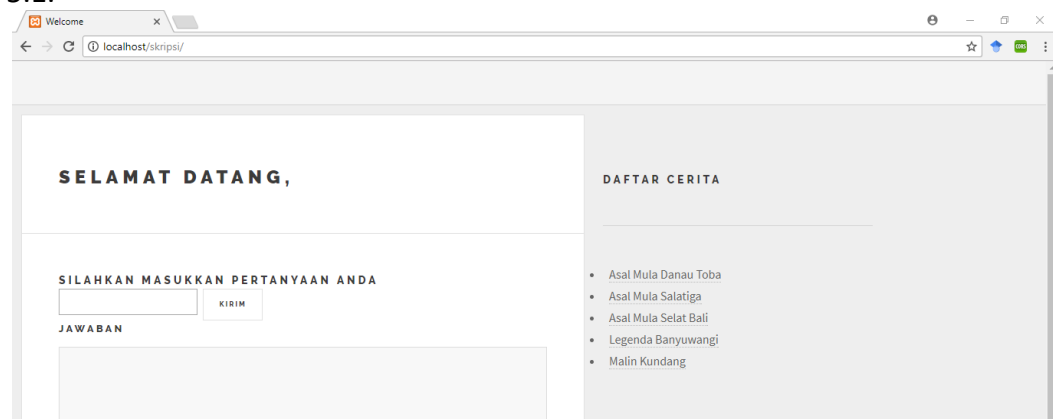 Welcome
localhost/skripsi/
SELAMAT DATANG,
SILAHKAN MASUKKAN PERTANYAAN ANDA
KIRIM
JAWABAN
DAFTAR CERITA
Asal Mula Danau Toba
Asal Mula Salatiga
Asal Mula Selat Bali
Legenda Banyuwangi
Malin Kundang